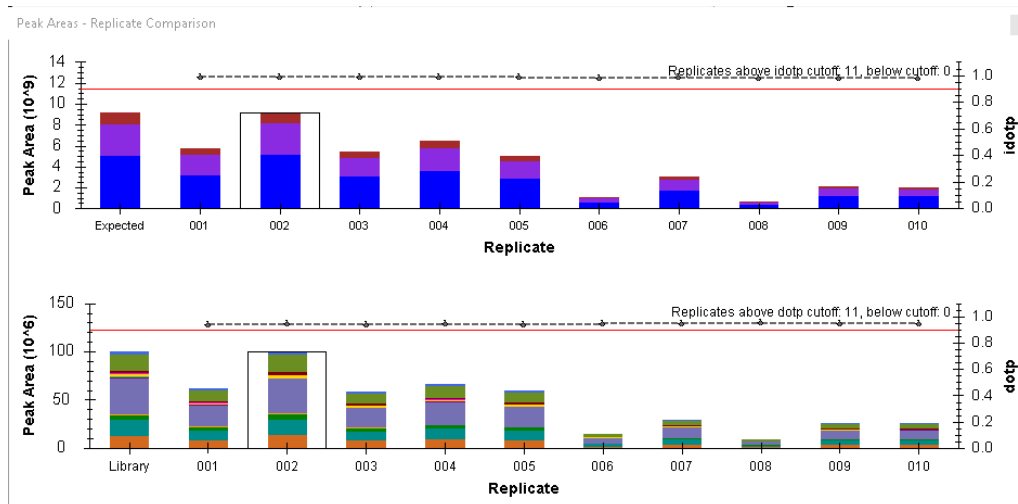 Peak Areas - Replicate Comparison
14
12
10
8
6
4
2
0
Peak Area (10^9)
Replicates above idotp cutoff: 11, below cutoff: 0
1.0
0.8
0.6
0.4
0.2
0.0
idotp
Expected 001 002 003 004 005 006 007 008 009 010
Replicate
150
100
50
0
Peak Area (10^6)
Replicates above dotp cutoff: 11, below cutoff: 0
1.0
0.8
0.6
0.4
0.2
0.0
dotp
Library 001 002 003 004 005 006 007 008 009 010
Replicate